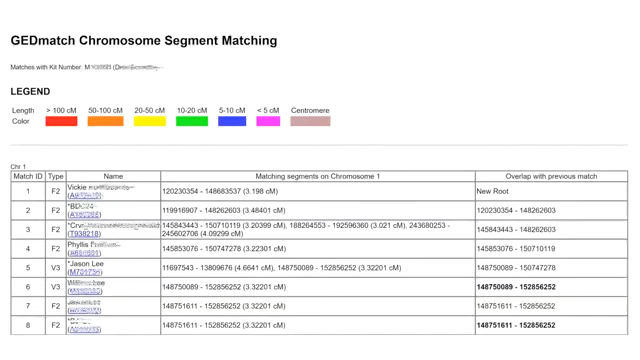 GEDmatch Chromosome Segment Matching
Matches with Kit Number: M
LEGEND
Length > 100 cM 50-100 cM 20-50 cM 10-20 cM 5-10 cM < 5 cM Centromere
Color
Chr 1
Match ID Type Name Matching segments on Chromosome 1 Overlap with previous match
1 F2 Vickie 120230354 - 148683537 (3.198 cM) New Root
2 F2 119916907 - 148262603 (3.48401 cM) 120230354 - 148262603
3 F2 145843443 - 150710119 (3.20399 cM), 188264553 - 192596360 (3.021 cM), 243680253 -
(T938218) 245602706 (4.09299 cM) 145843443 - 148262603
4 F2 Phyllis 145853076 - 150747278 (3.22301 cM) 145853076 - 150710119
5 V3 *Jason Lee 11697543 - 13809676 (4.6641 cM), 148750089 - 152856252 (3.32201 cM) 148750089 - 150747278
6 V3 148750089 - 152856252 (3.32201 cM) 148750089 - 152856252
7 F2 148751611 - 152856252 (3.32201 cM) 148751611 - 152856252
8 F2 148751611 - 152856252 (3.32201 cM) 148751611 - 152856252